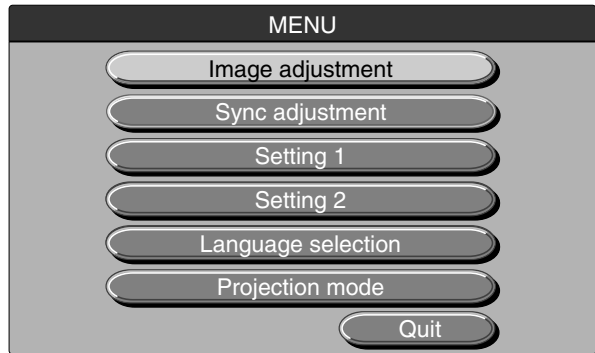 MENU
Image adjustment
Sync adjustment
Setting 1
Setting 2
Language selection
Projection mode
Quit